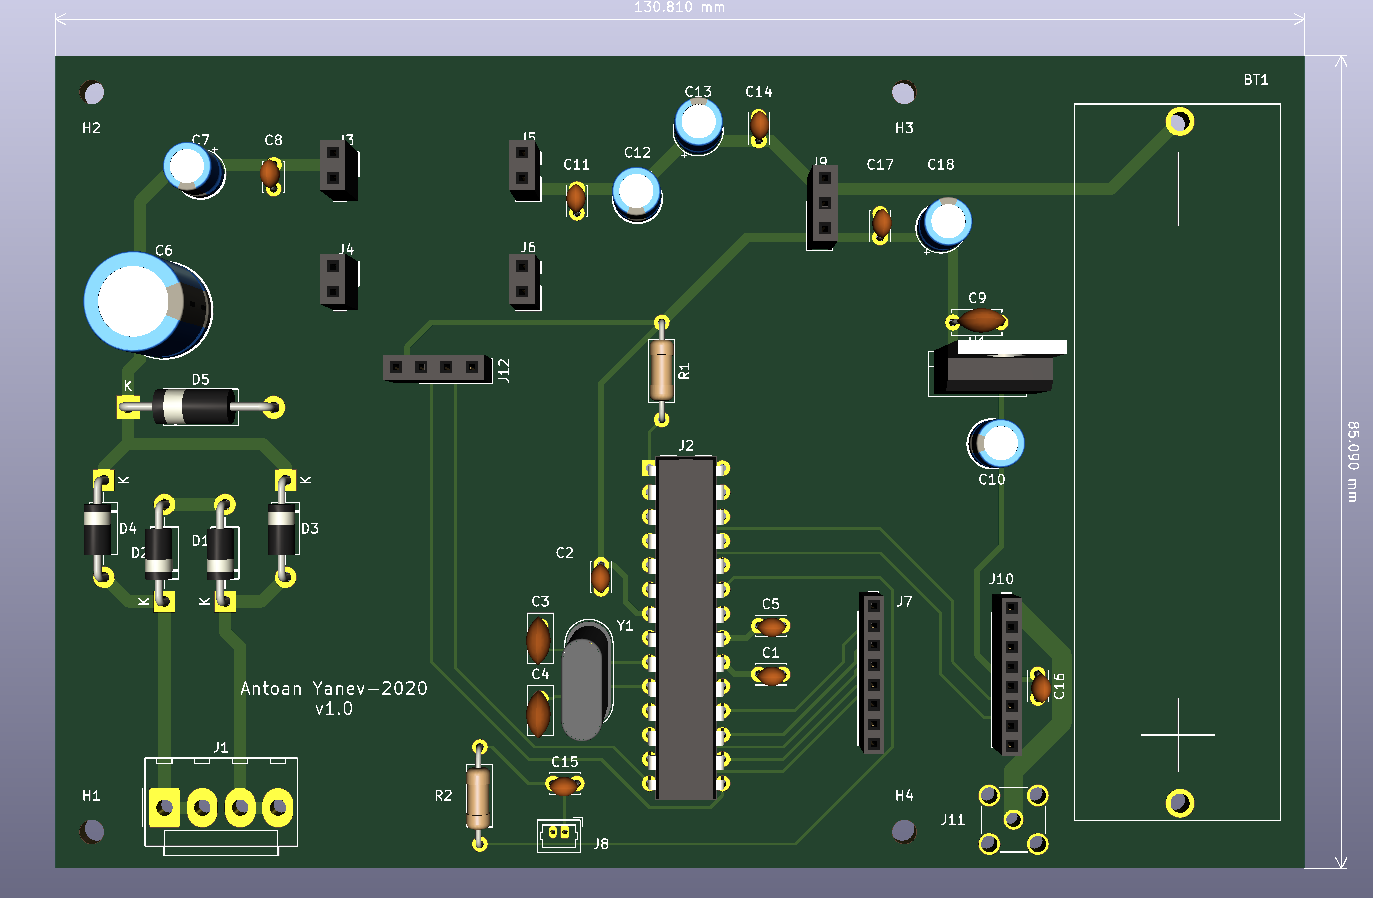 130.810 mm
BT1
C13
C14
H2
H3
C7
+
C8
J3
J5
C11
C12
+
J9
C17
C18
+
C6
J4
J6
C9
R1
J12
K
D5
J2
C10
85.090 mm
K
K
D4
D2
D1
D3
C2
J10
K
K
C3
Y1
C5
J7
C4
C1
C16
Antoan Yanev-2020
v1.0
J1
C15
H1
R2
H4
J11
J8